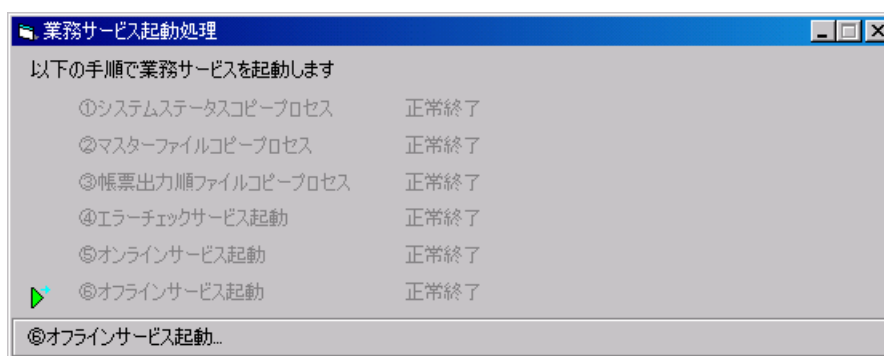 業務サービス起動処理
以下の手順で業務サービスを起動します
①システムステータスコピープロセス 正常終了
②マスターファイルコピープロセス 正常終了
③帳票出力順ファイルコピープロセス 正常終了
④エラーチェックサービス起動 正常終了
⑤オンラインサービス起動 正常終了
⑥オフラインサービス起動 正常終了
⑥オフラインサービス起動...